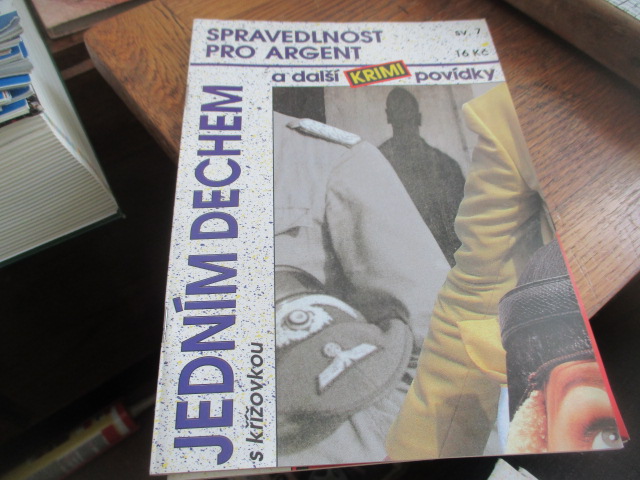 SPRAVEDLNOST
PRO ARGENT
sv. 7
16 Kč
a další KRIMI povídky
JEDNÍM DECHEM
s křížovkou